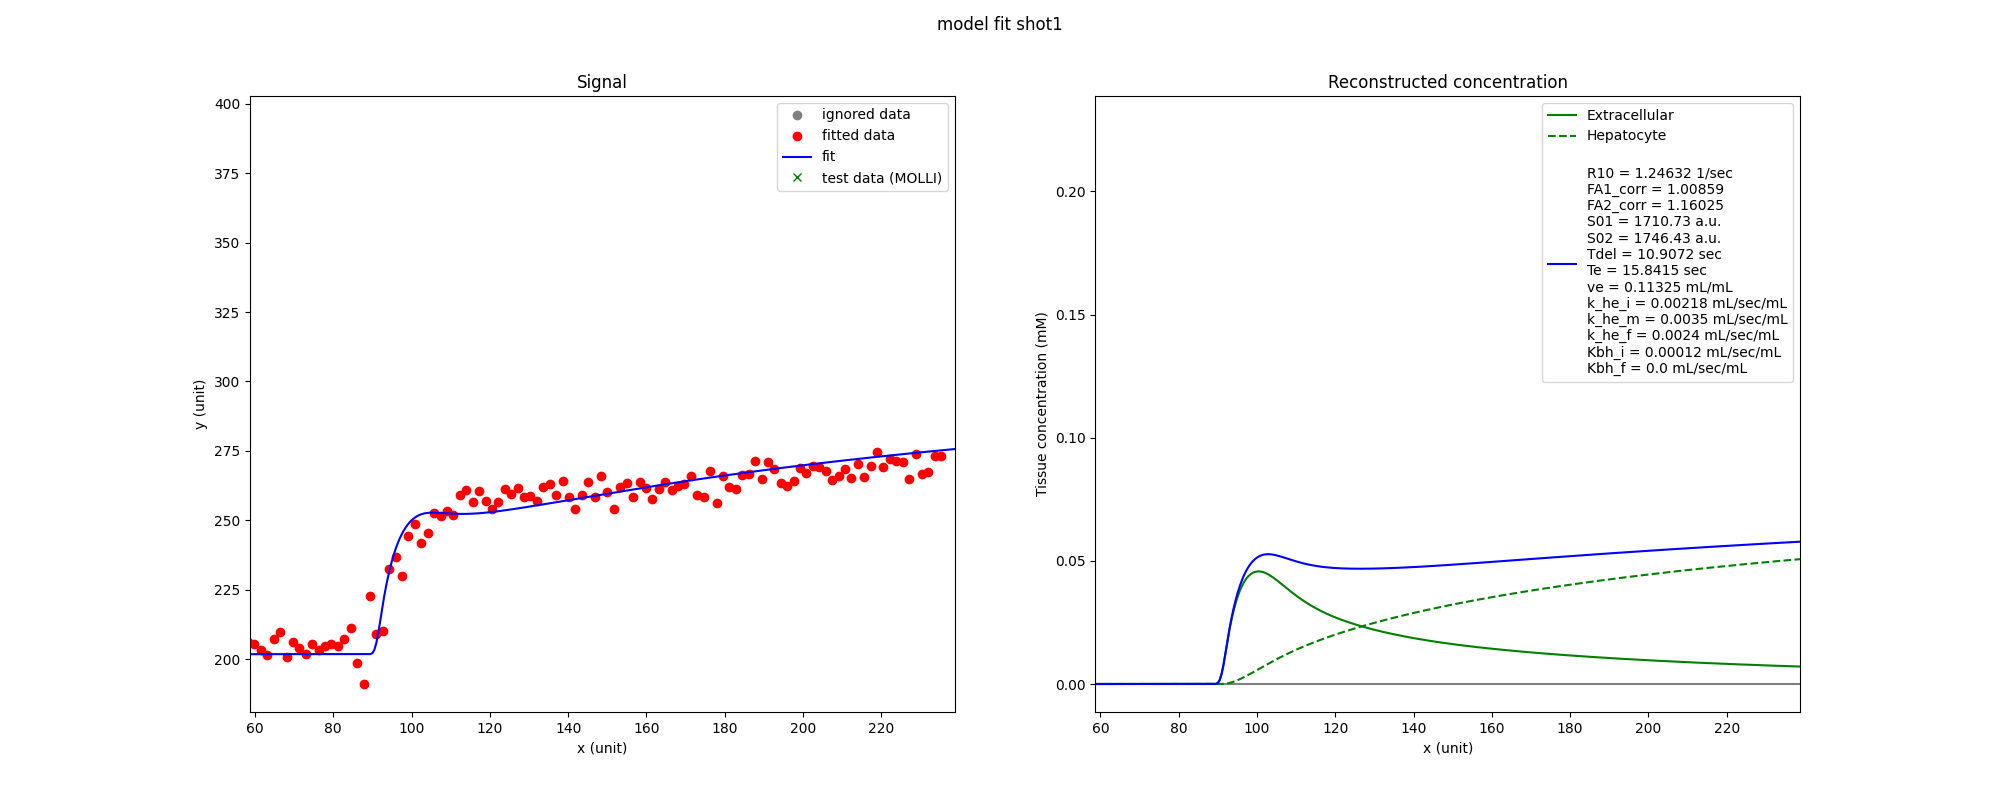 model fit shot1
Signal
400
375
350
325
300
275
250
225
200
y (unit)
60 80 100 120 140 160 180 200 220
x (unit)
ignored data
fitted data
fit
test data (MOLLI)
Reconstructed concentration
0.20
0.15
0.10
0.05
0.00
Tissue concentration (mM)
60 80 100 120 140 160 180 200 220
x (unit)
Extracellular
Hepatocyte
R10 = 1.24632 1/sec
FA1_corr = 1.00859
FA2_corr = 1.16025
S01 = 1710.73 a.u.
S02 = 1746.43 a.u.
Tdel = 10.9072 sec
Te = 15.8415 sec
ve = 0.11325 mL/mL
k_he_i = 0.00218 mL/sec/mL
k_he_m = 0.0035 mL/sec/mL
k_he_f = 0.0024 mL/sec/mL
Kbh_i = 0.00012 mL/sec/mL
Kbh_f = 0.0 mL/sec/mL